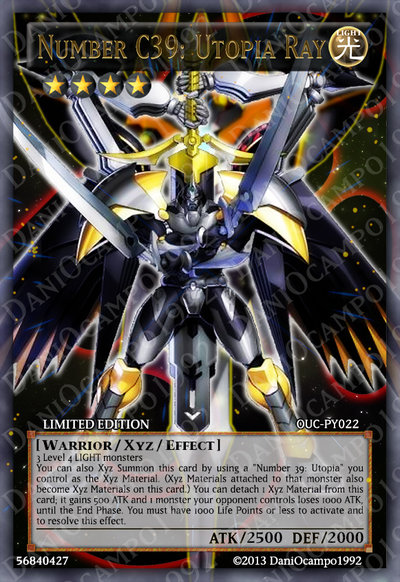 Number C39: Utopia Ray
LIGHT
光
LIMITED EDITION
OUC-PY022
[Warrior / Xyz / Effect]
3 Level 4 LIGHT monsters
You can also Xyz Summon this card by using a "Number 39: Utopia" you
control as the Xyz Material. (Xyz Materials attached to that monster also
become Xyz Materials on this card.) You can detach 1 Xyz Material from this
card; it gains 500 ATK and 1 monster your opponent controls loses 1000 ATK,
until the End Phase. You must have 1000 Life Points or less to activate and
to resolve this effect.
ATK/2500 DEF/2000
56840427
©2013 DaniOcampo1992